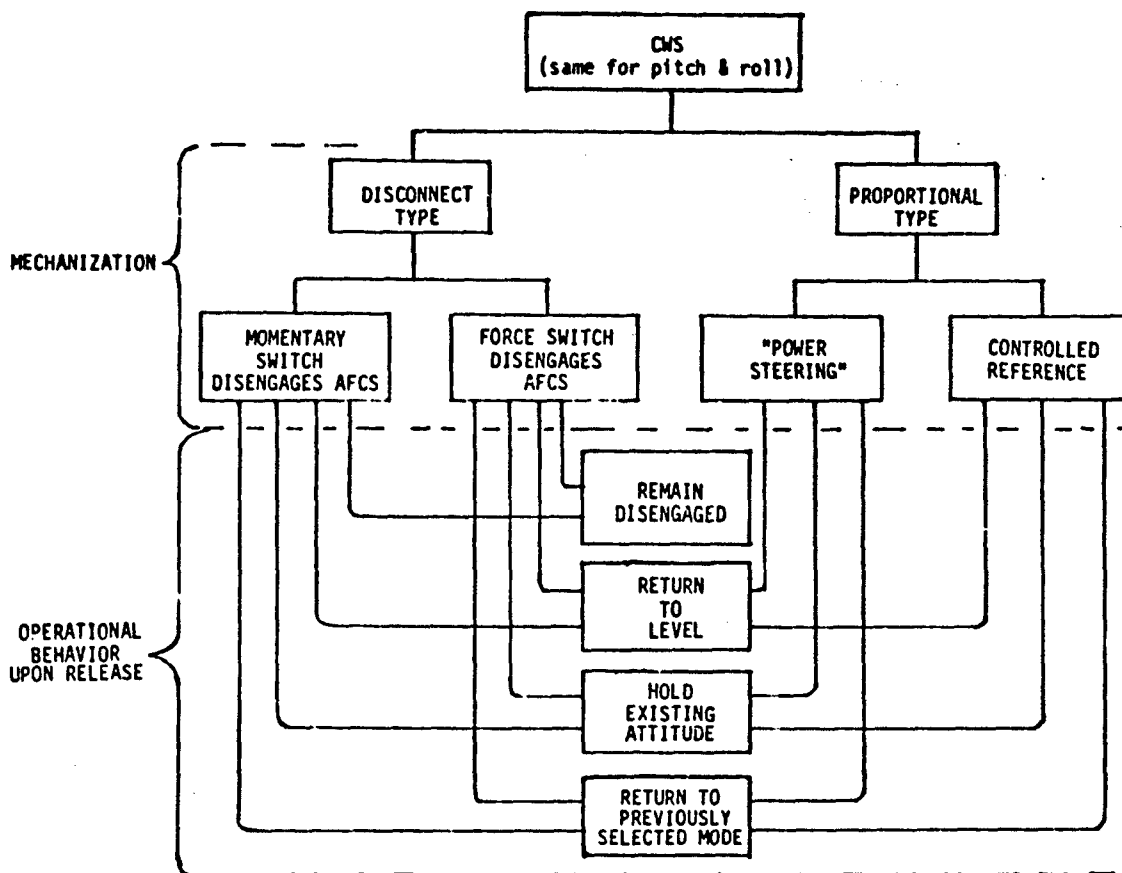 CWS
(same for pitch & roll)
DISCONNECT
TYPE
PROPORTIONAL
TYPE
MECHANIZATION
MOMENTARY
SWITCH
DISENGAGES AFCS
FORCE SWITCH
DISENGAGES
AFCS
"POWER
STEERING"
CONTROLLED
REFERENCE
REMAIN
DISENGAGED
RETURN
TO
LEVEL
OPERATIONAL
BEHAVIOR
UPON RELEASE
HOLD
EXISTING
ATTITUDE
RETURN TO
PREVIOUSLY
SELECTED MODE